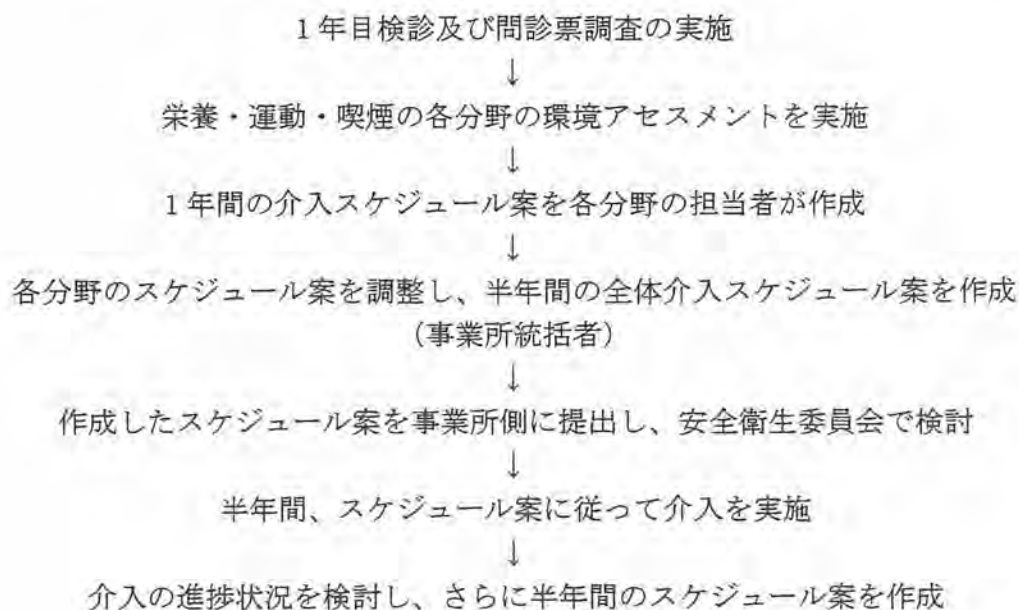 1年目検診及び問診票調査の実施
↓
栄養・運動・喫煙の各分野の環境アセスメントを実施
↓
1年間の介入スケジュール案を各分野の担当者が作成
↓
各分野のスケジュール案を調整し、半年間の全体介入スケジュール案を作成
（事業所統括者）
↓
作成したスケジュール案を事業所側に提出し、安全衛生委員会で検討
↓
半年間、スケジュール案に従って介入を実施
↓
介入の進捗状況を検討し、さらに半年間のスケジュール案を作成